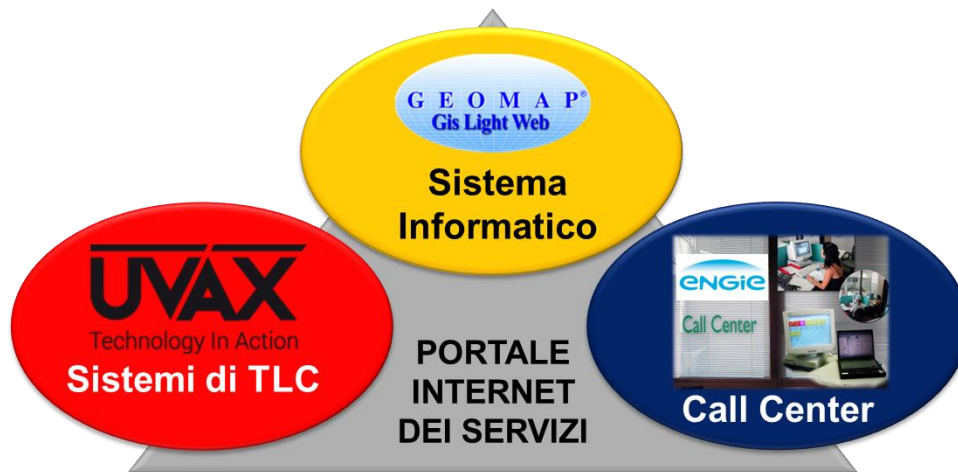 G E O M A P®
Gis Light Web
Sistema
Informatico
UVAX
Technology In Action
Sistemi di TLC
ENGIE
Call Center
Call Center
PORTALE
INTERNET
DEI SERVIZI